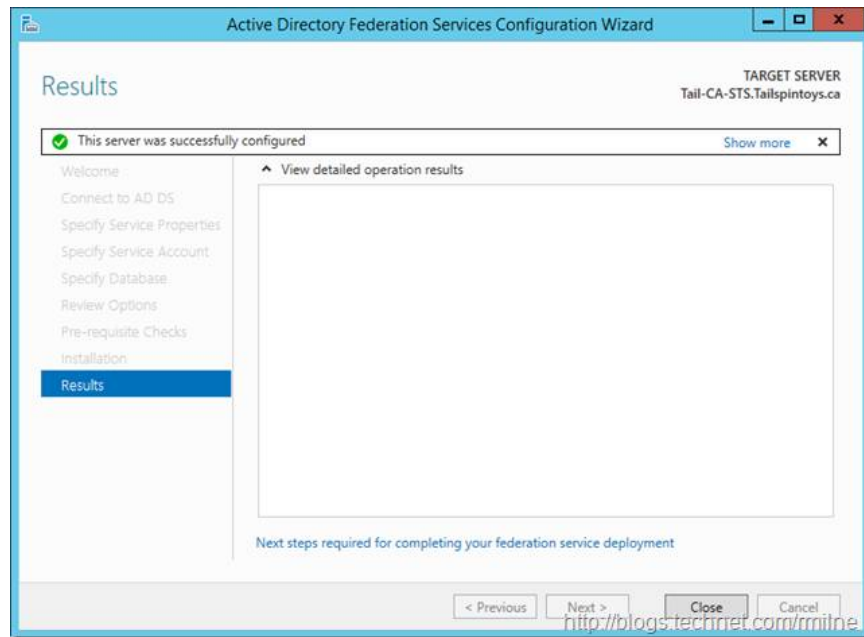 Active Directory Federation Services Configuration Wizard
Results
TARGET SERVER
Tail-CA-STS.Tailspintoys.ca
This server was successfully configured
Show more
View detailed operation results
Welcome
Connect to AD DS
Specify Service Properties
Specify Service Account
Specify Database
Review Options
Pre-requisite Checks
Installation
Results
Next steps required for completing your federation service deployment
< Previous
Next >
Close
Cancel
http://blogs.technet.com/rmilne